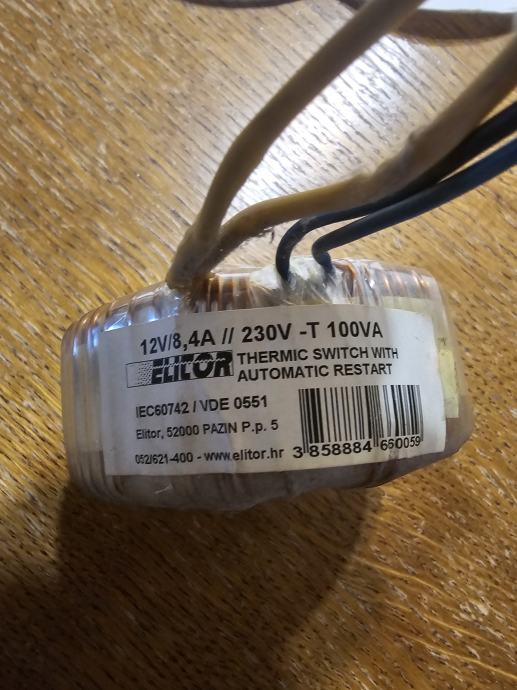 12V/8,4A // 230V -T 100VA
ELITOR
THERMIC SWITCH WITH
AUTOMATIC RESTART
IEC60742 / VDE 0551
Elitor, 52000 PAZIN P.p. 5
052/621-400 - www.elitor.hr
3 858884 660059